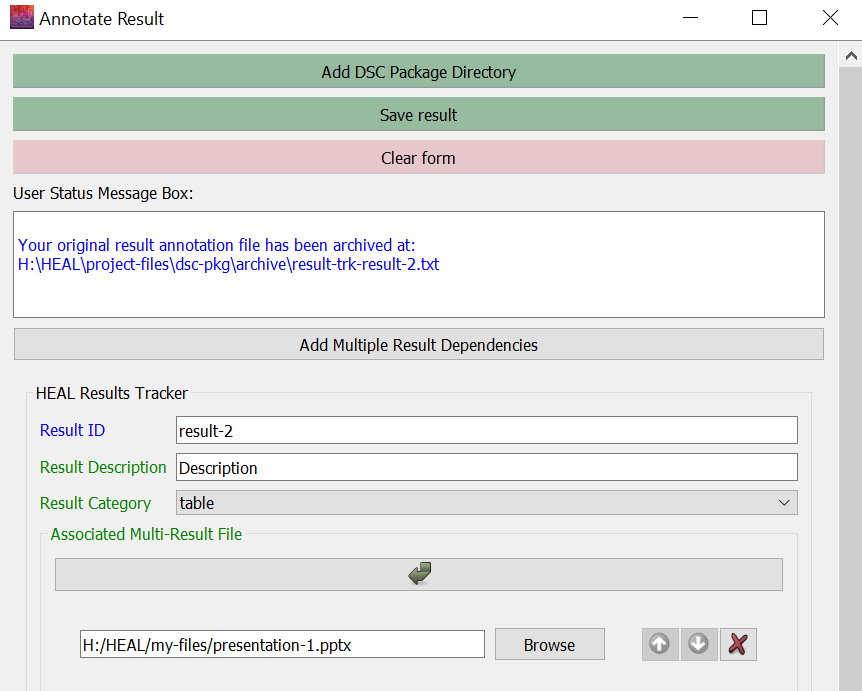 Annotate Result
Add DSC Package Directory
Save result
Clear form
User Status Message Box:
Your original result annotation file has been archived at:
H:\HEAL\project-files\dsc-pkg\archive\result-trk-result-2.txt
Add Multiple Result Dependencies
HEAL Results Tracker
Result ID result-2
Result Description Description
Result Category table
Associated Multi-Result File
H:/HEAL/my-files/presentation-1.pptx Browse